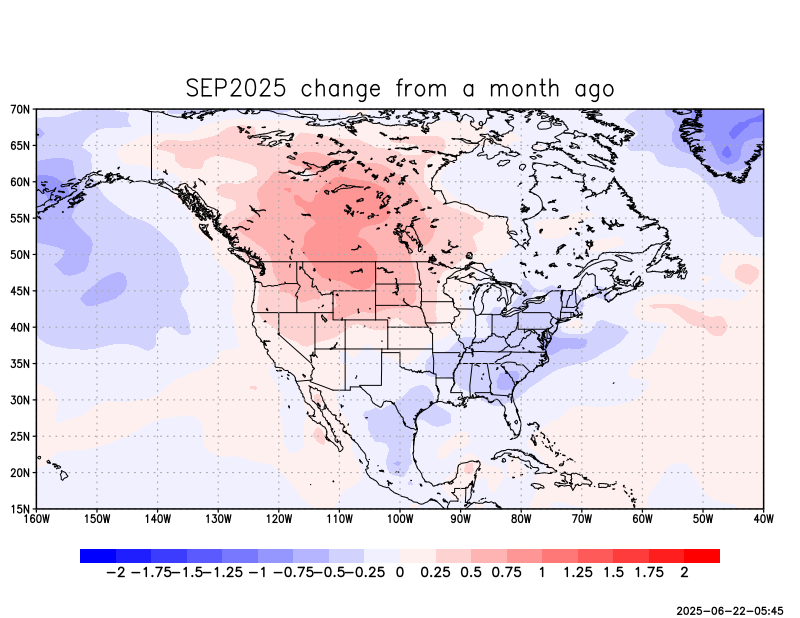 SEP2025 change from a month ago
70N
65N
60N
55N
50N
45N
40N
35N
30N
25N
20N
15N
160W 150W 140W 130W 120W 110W 100W 90W 80W 70W 60W 50W 40W
−2 −1.75 −1.5 −1.25 −1 −0.75 −0.5 −0.25 0 0.25 0.5 0.75 1 1.25 1.5 1.75 2
2025−06−22−05:45